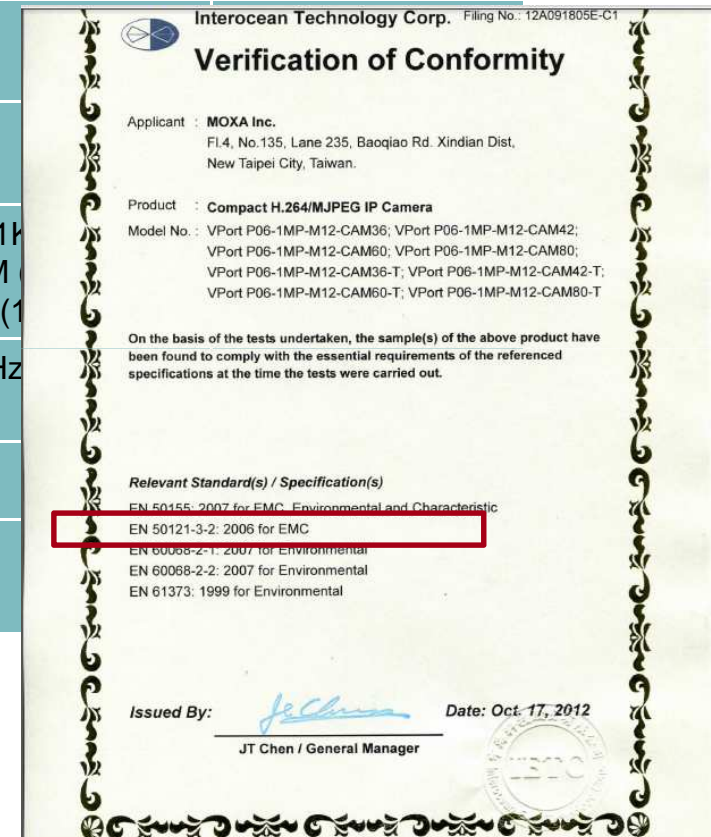 Interocean Technology Corp. Filing No.: 12A091805E-C1
Verification of Conformity
Applicant : MOXA Inc.
Fl.4, No.135, Lane 235, Baoqiao Rd. Xindian Dist,
New Taipei City, Taiwan.
Product : Compact H.264/MJPEG IP Camera
Model No. : VPort P06-1MP-M12-CAM36; VPort P06-1MP-M12-CAM42;
VPort P06-1MP-M12-CAM60; VPort P06-1MP-M12-CAM80;
VPort P06-1MP-M12-CAM36-T; VPort P06-1MP-M12-CAM42-T;
VPort P06-1MP-M12-CAM60-T; VPort P06-1MP-M12-CAM80-T
On the basis of the tests undertaken, the sample(s) of the above product have
been found to comply with the essential requirements of the referenced
specifications at the time the tests were carried out.
Relevant Standard(s) / Specification(s)
EN 50155: 2007 for EMC, Environmental and Characteristic
EN 50121-3-2: 2006 for EMC
EN 60068-2-1: 2007 for Environmental
EN 60068-2-2: 2007 for Environmental
EN 61373: 1999 for Environmental
Issued By: Date: Oct. 17, 2012
JT Chen / General Manager